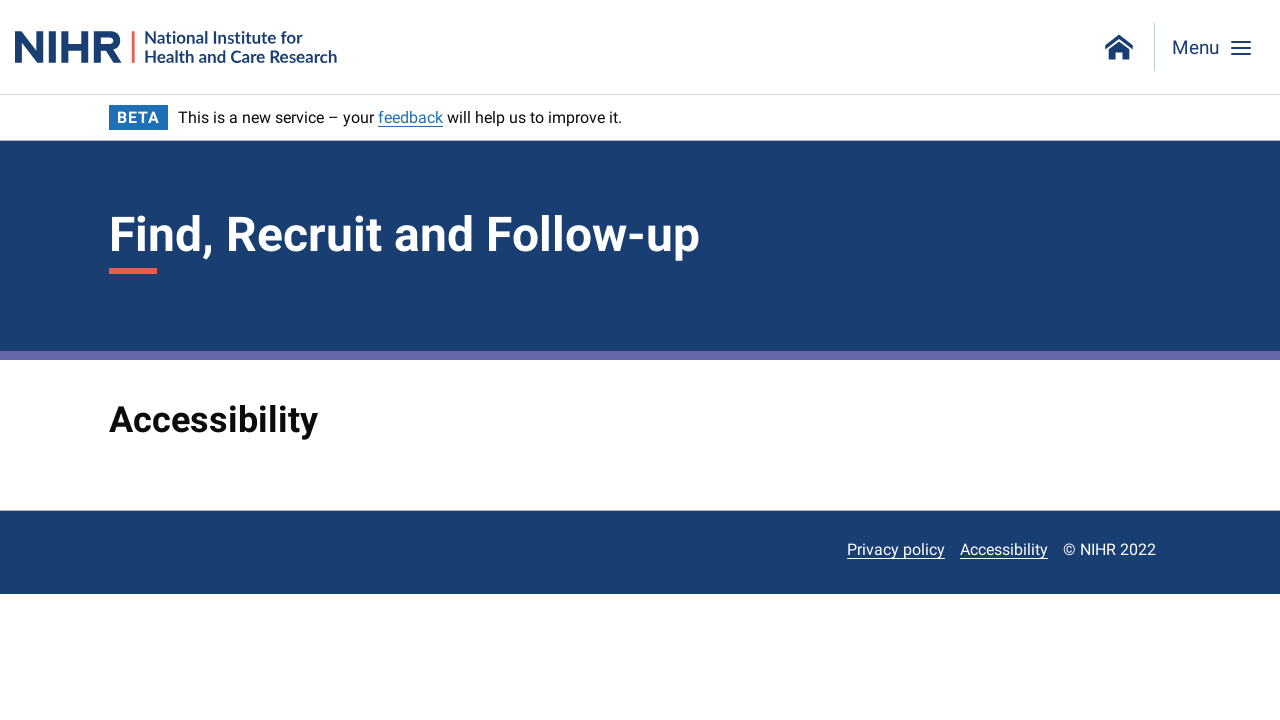 NIHR | National Institute for
Health and Care Research
Menu
BETA This is a new service – your feedback will help us to improve it.
Find, Recruit and Follow-up
Accessibility
Privacy policy Accessibility © NIHR 2022